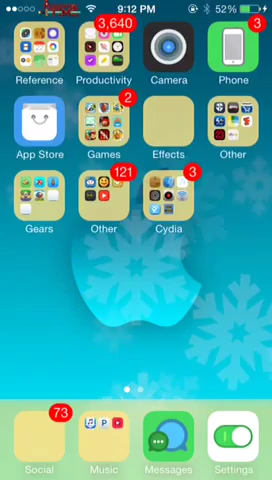 9:12 PM 52%
3,640 3
Reference Productivity Camera Phone
2
App Store Games Effects Other
121 3
Gears Other Cydia
73
Social Music Messages Settings